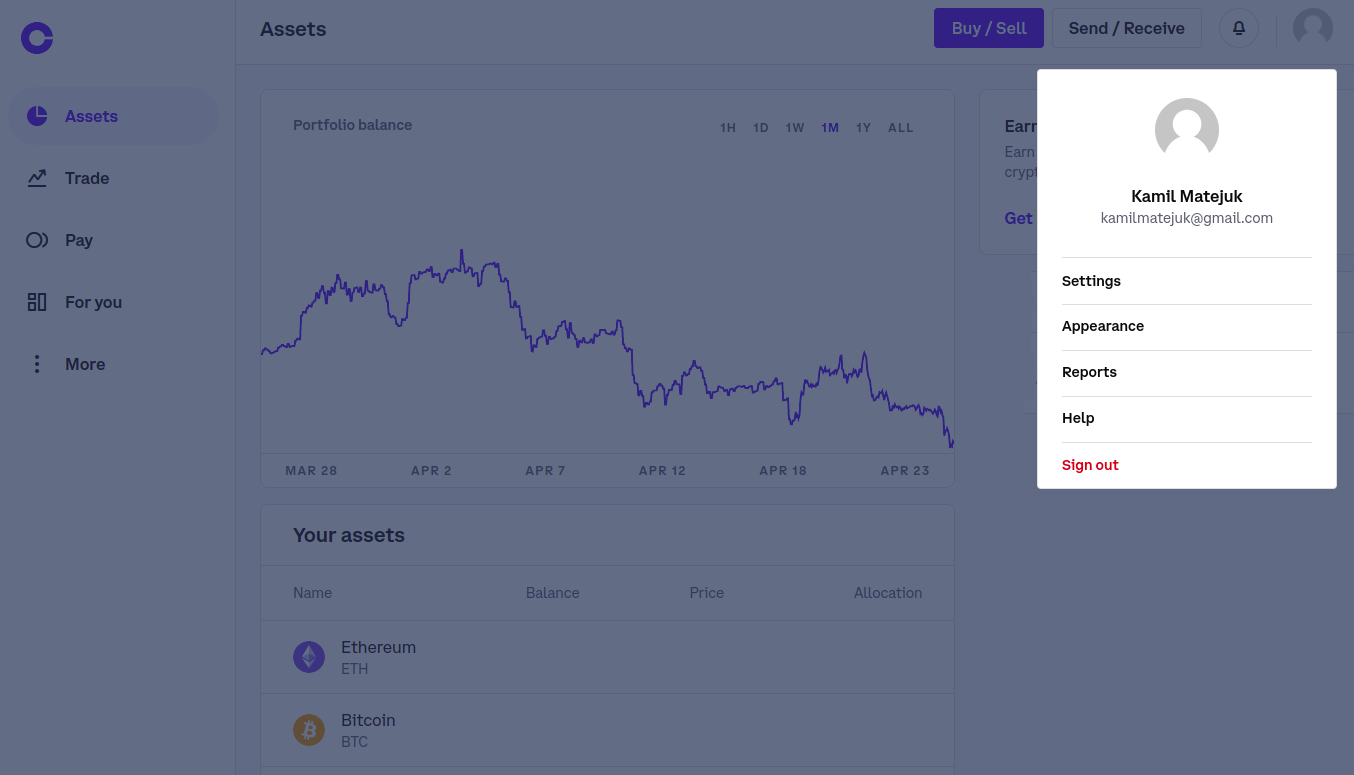 Assets
Buy / Sell
Send / Receive
Assets
Trade
Pay
For you
More
Portfolio balance
1H 1D 1W 1M 1Y ALL
MAR 28 APR 2 APR 7 APR 12 APR 18 APR 23
Your assets
Name Balance Price Allocation
Ethereum
ETH
Bitcoin
BTC
Earn
Get
Kamil Matejuk
kamilmatejuk@gmail.com
Settings
Appearance
Reports
Help
Sign out